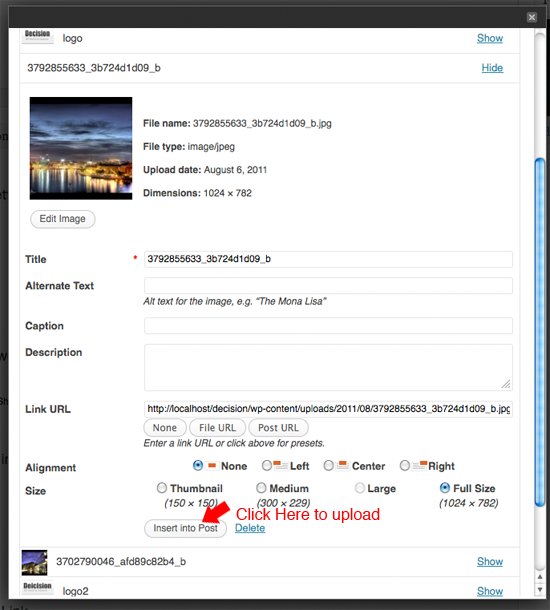 Decision
logo Show
3792855633_3b724d1d09_b Hide
File name: 3792855633_3b724d1d09_b.jpg
File type: image/jpeg
Upload date: August 6, 2011
Dimensions: 1024 × 782
Edit Image
Title * 3792855633_3b724d1d09_b
Alternate Text
Alt text for the image, e.g. "The Mona Lisa"
Caption
Description
Link URL http://localhost/decision/wp-content/uploads/2011/08/3792855633_3b724d1d09_b.jpg
None File URL Post URL
Enter a link URL or click above for presets.
Alignment None Left Center Right
Size Thumbnail Medium Large Full Size
(150 × 150) (300 × 229) (1024 × 782)
Click Here to upload
Insert into Post Delete
3702790046_afd89c82b4_b Show
Deicision
logo2 Show